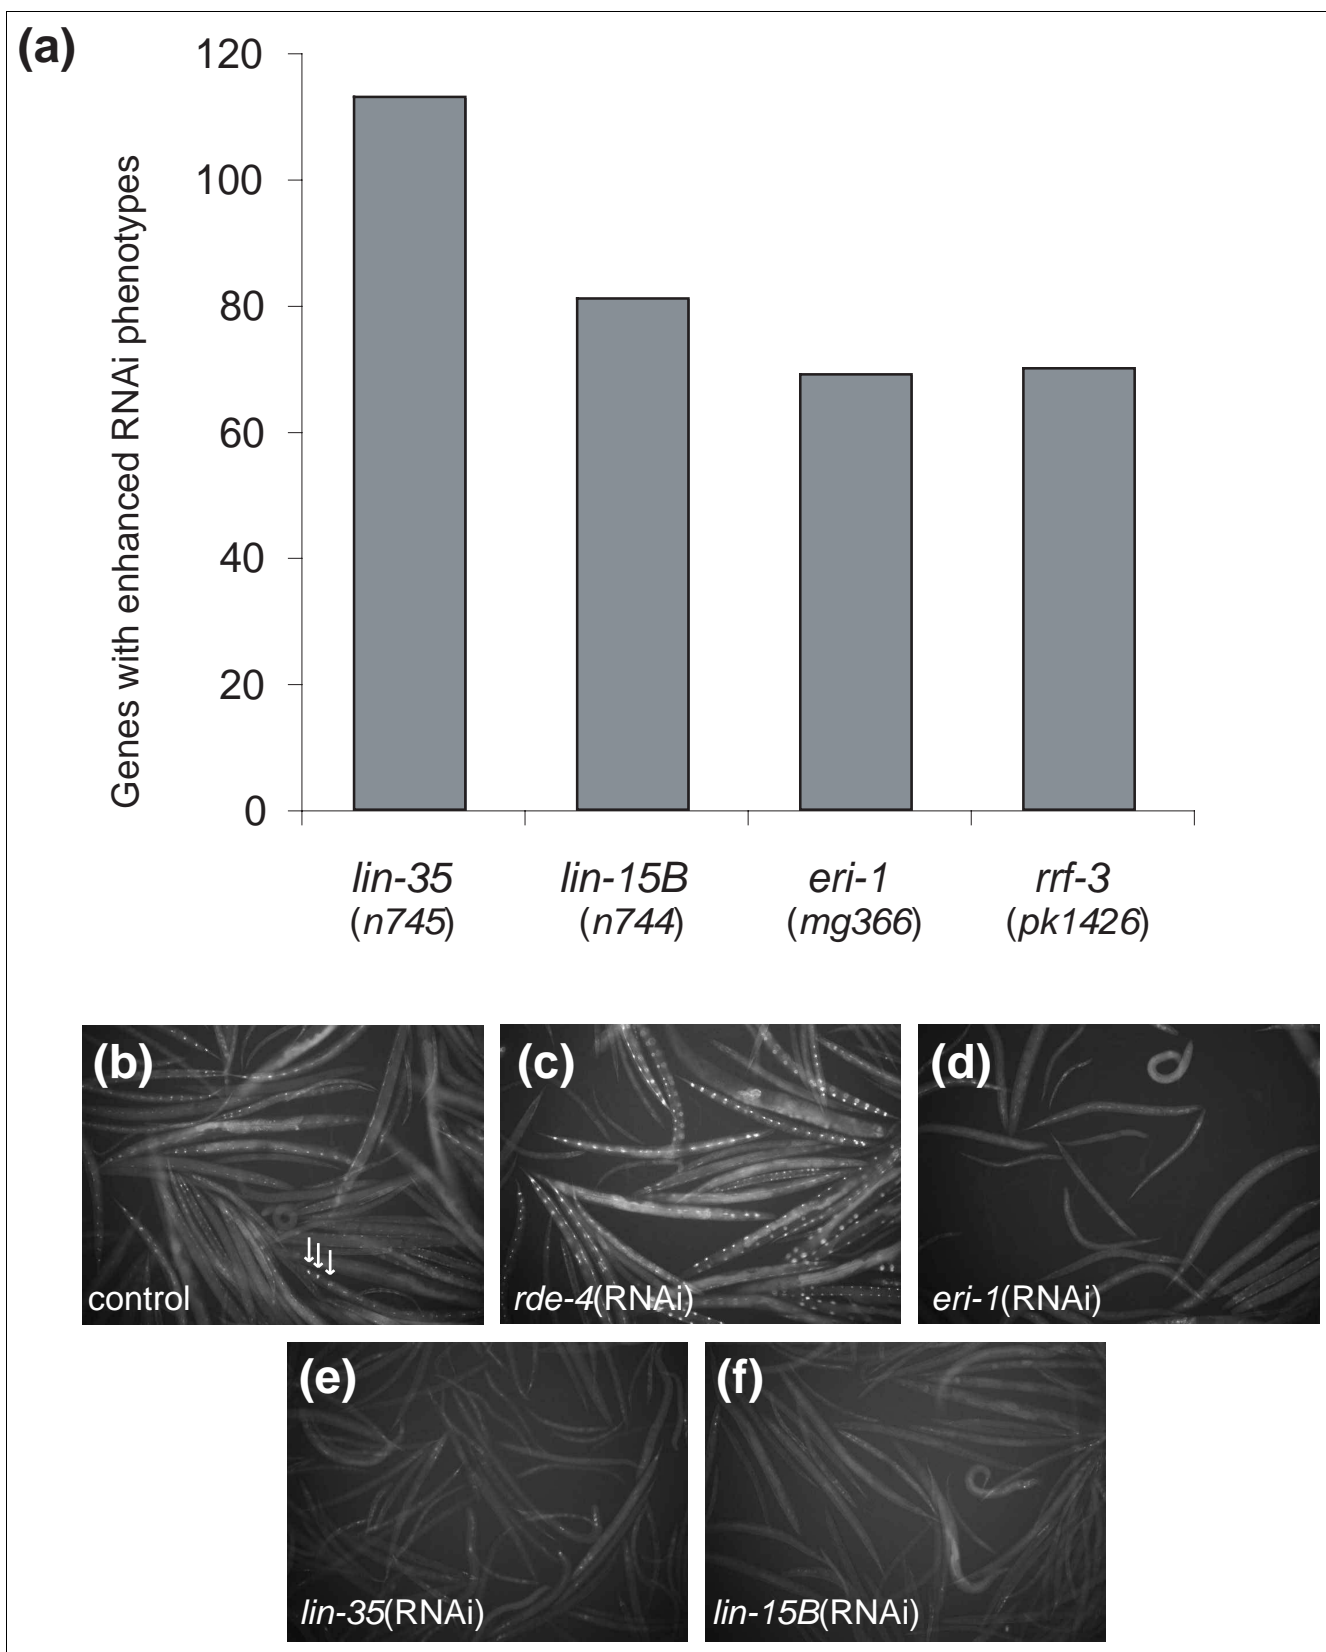 (a)
120
100
80
60
40
20
0
Genes with enhanced RNAi phenotypes
lin-35 lin-15B eri-1 rrf-3
(n745) (n744) (mg366) (pk1426)
(b) (c) (d)
control rde-4(RNAi) eri-1(RNAi)
(e) (f)
lin-35(RNAi) lin-15B(RNAi)